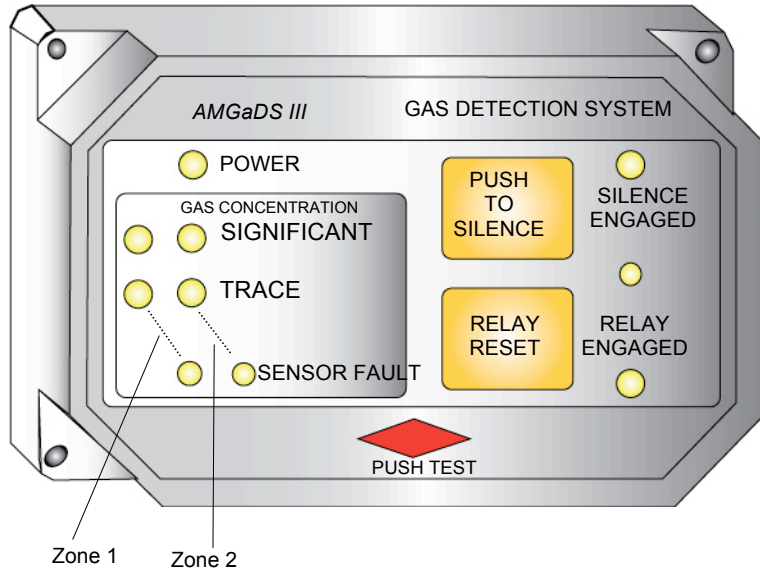 AMGaDS III
GAS DETECTION SYSTEM
POWER
GAS CONCENTRATION
SIGNIFICANT
TRACE
SENSOR FAULT
PUSH
TO
SILENCE
SILENCE
ENGAGED
RELAY
RESET
RELAY
ENGAGED
PUSH TEST
Zone 1
Zone 2